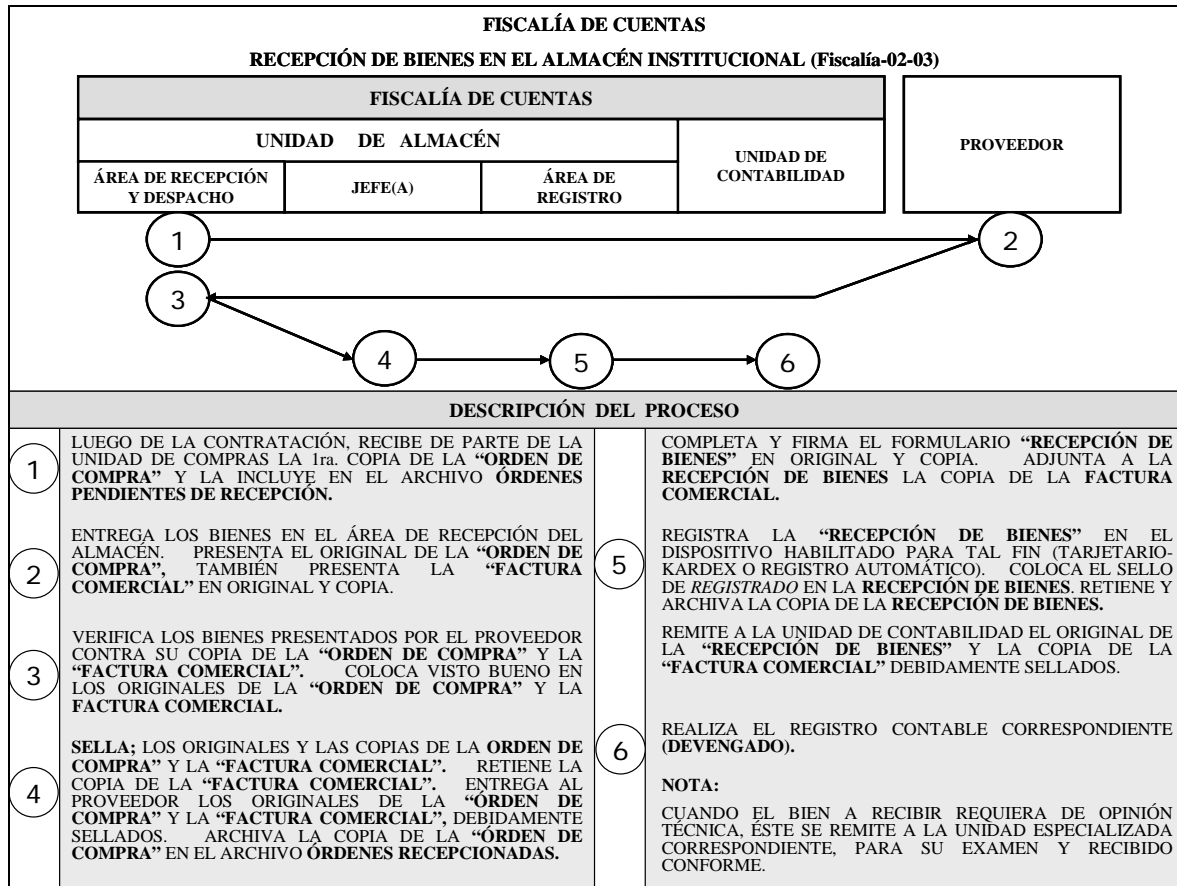 FISCALÍA DE CUENTAS
RECEPCIÓN DE BIENES EN EL ALMACÉN INSTITUCIONAL (Fiscalía-02-03)
FISCALÍA DE CUENTAS
UNIDAD DE ALMACÉN
ÁREA DE RECEPCIÓN
Y DESPACHO
JEFE(A)
ÁREA DE
REGISTRO
UNIDAD DE
CONTABILIDAD
PROVEEDOR
1
2
3
4
5
6
DESCRIPCIÓN DEL PROCESO
1
LUEGO DE LA CONTRATACIÓN, RECIBE DE PARTE DE LA
UNIDAD DE COMPRAS LA 1ra. COPIA DE LA “ORDEN DE
COMPRA” Y LA INCLUYE EN EL ARCHIVO ÓRDENES
PENDIENTES DE RECEPCIÓN.
2
ENTREGA LOS BIENES EN EL ÁREA DE RECEPCIÓN DEL
ALMACÉN. PRESENTA EL ORIGINAL DE LA “ORDEN DE
COMPRA”, TAMBIÉN PRESENTA LA “FACTURA
COMERCIAL” EN ORIGINAL Y COPIA.
3
VERIFICA LOS BIENES PRESENTADOS POR EL PROVEEDOR
CONTRA SU COPIA DE LA “ORDEN DE COMPRA” Y LA
“FACTURA COMERCIAL”. COLOCA VISTO BUENO EN
LOS ORIGINALES DE LA “ORDEN DE COMPRA” Y LA
FACTURA COMERCIAL.
4
SELLA; LOS ORIGINALES Y LAS COPIAS DE LA ORDEN DE
COMPRA” Y LA “FACTURA COMERCIAL”. RETIENE LA
COPIA DE LA “FACTURA COMERCIAL”. ENTREGA AL
PROVEEDOR LOS ORIGINALES DE LA “ÓRDEN DE
COMPRA” Y LA “FACTURA COMERCIAL”, DEBIDAMENTE
SELLADOS. ARCHIVA LA COPIA DE LA “ÓRDEN DE
COMPRA” EN EL ARCHIVO ÓRDENES RECEPCIONADAS.
COMPLETA Y FIRMA EL FORMULARIO “RECEPCIÓN DE
BIENES” EN ORIGINAL Y COPIA. ADJUNTA A LA
RECEPCIÓN DE BIENES LA COPIA DE LA FACTURA
COMERCIAL.
5
REGISTRA LA “RECEPCIÓN DE BIENES” EN EL
DISPOSITIVO HABILITADO PARA TAL FIN (TARJETARIO-
KARDEX O REGISTRO AUTOMÁTICO). COLOCA EL SELLO
DE REGISTRADO EN LA RECEPCIÓN DE BIENES. RETIENE Y
ARCHIVA LA COPIA DE LA RECEPCIÓN DE BIENES.
REMITE A LA UNIDAD DE CONTABILIDAD EL ORIGINAL DE
LA “RECEPCIÓN DE BIENES” Y LA COPIA DE LA
“FACTURA COMERCIAL” DEBIDAMENTE SELLADOS.
6
REALIZA EL REGISTRO CONTABLE CORRESPONDIENTE
(DEVENGADO).
NOTA:
CUANDO EL BIEN A RECIBIR REQUIERA DE OPINIÓN
TÉCNICA, ÉSTE SE REMITE A LA UNIDAD ESPECIALIZADA
CORRESPONDIENTE, PARA SU EXAMEN Y RECIBIDO
CONFORME.